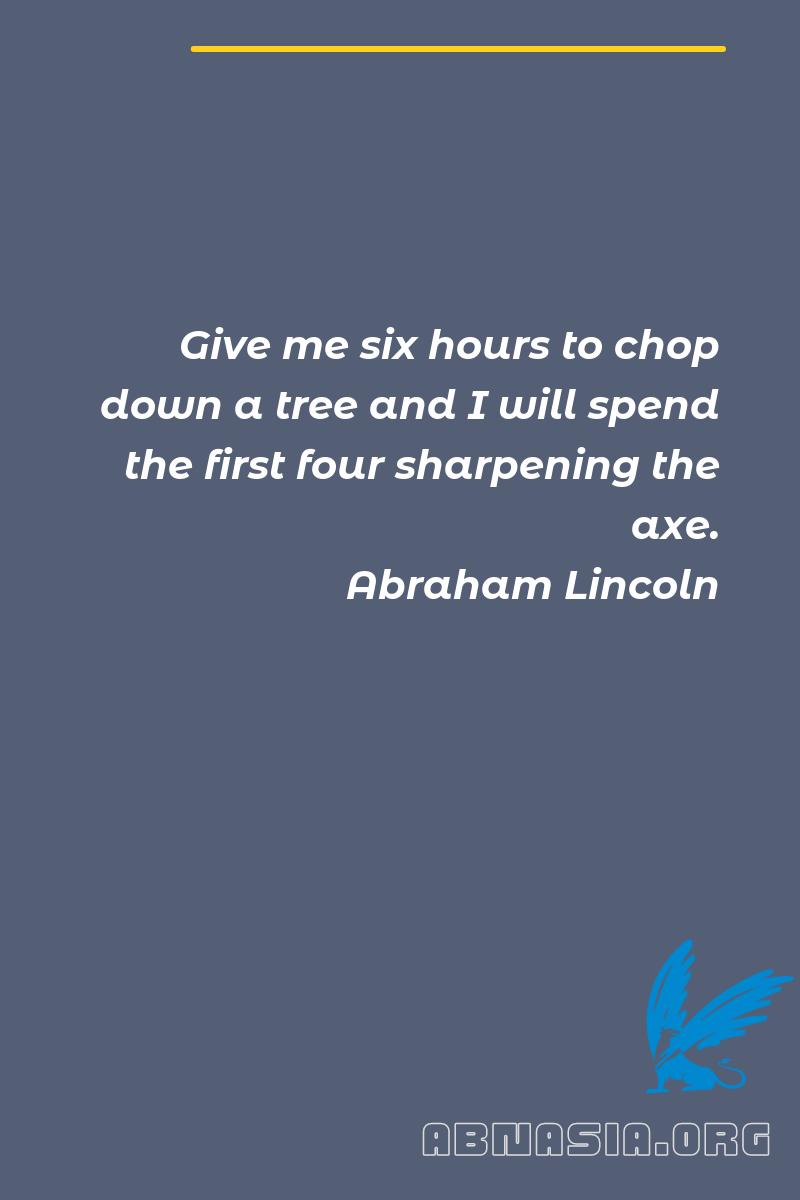 Give me six hours to chop
down a tree and I will spend
the first four sharpening the
axe.
Abraham Lincoln
ABNASIA.ORG